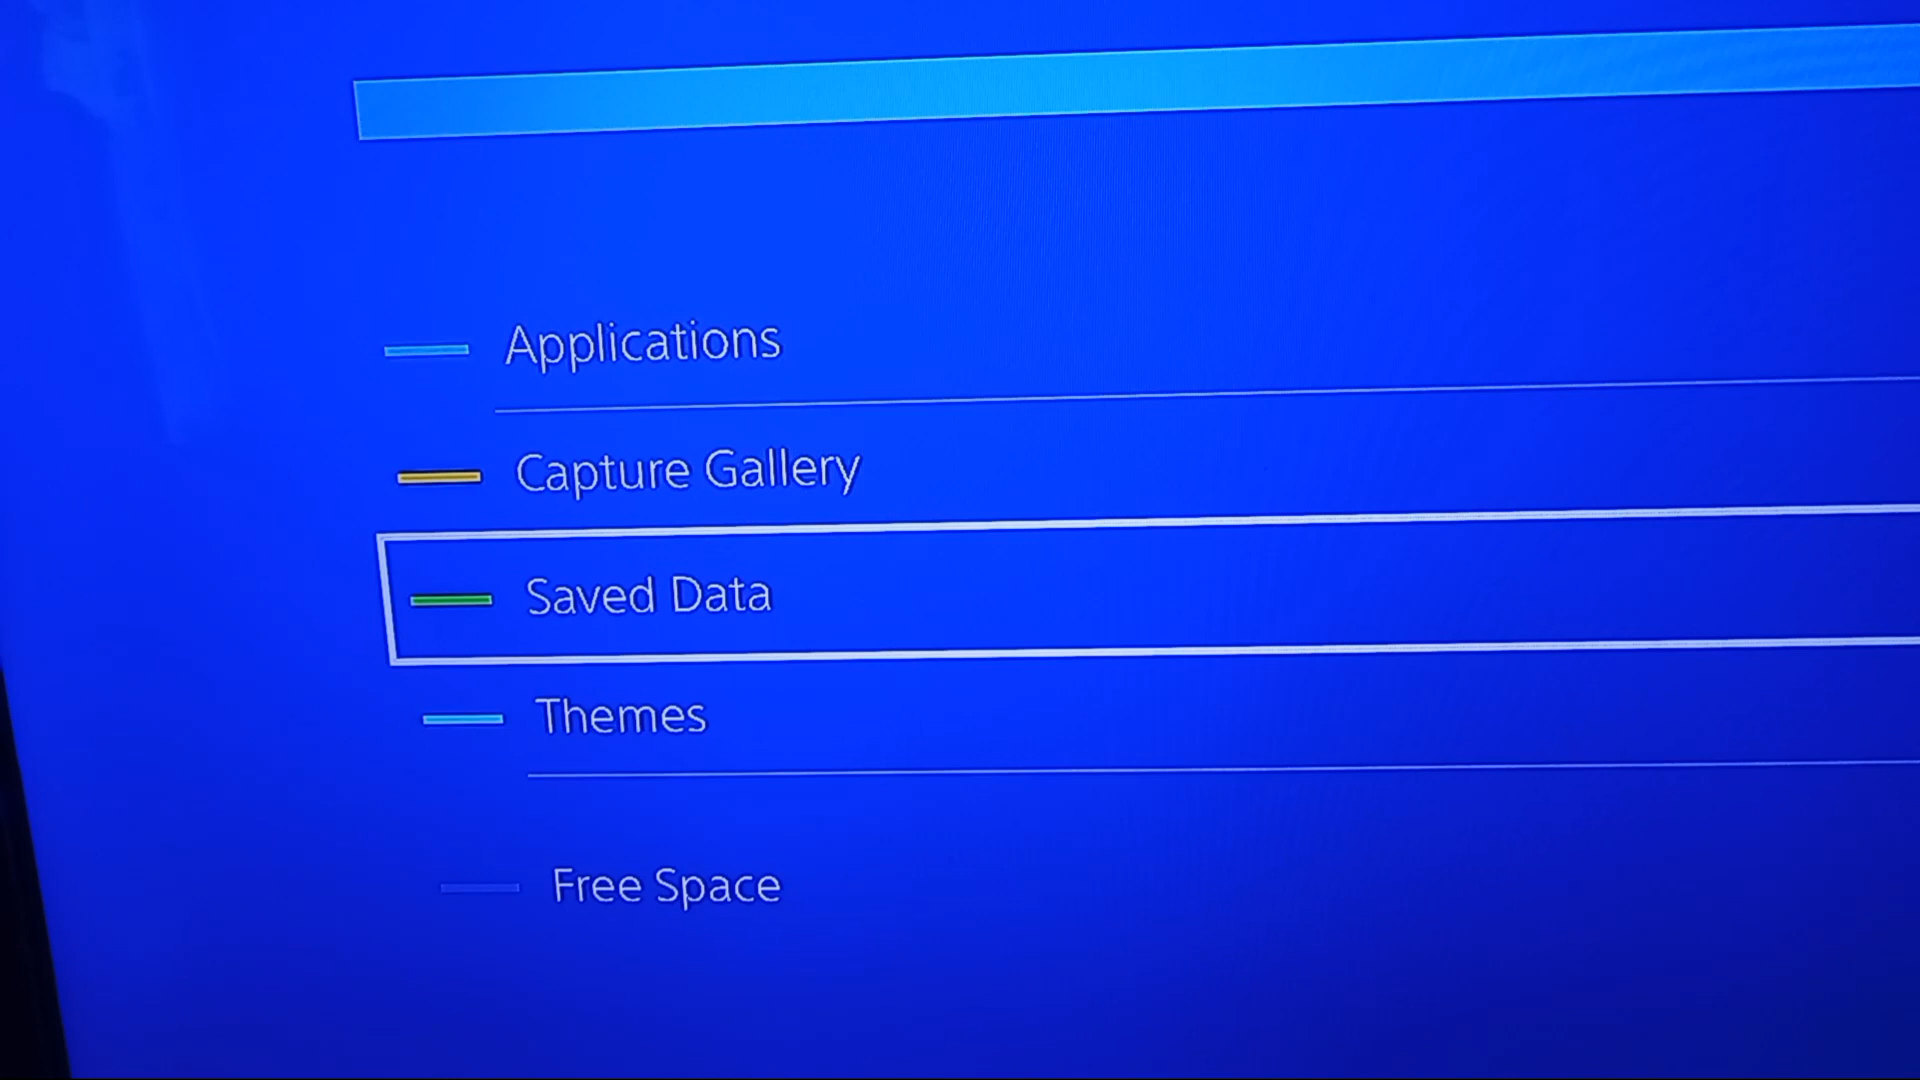 Applications
Capture Gallery
Saved Data
Themes
Free Space